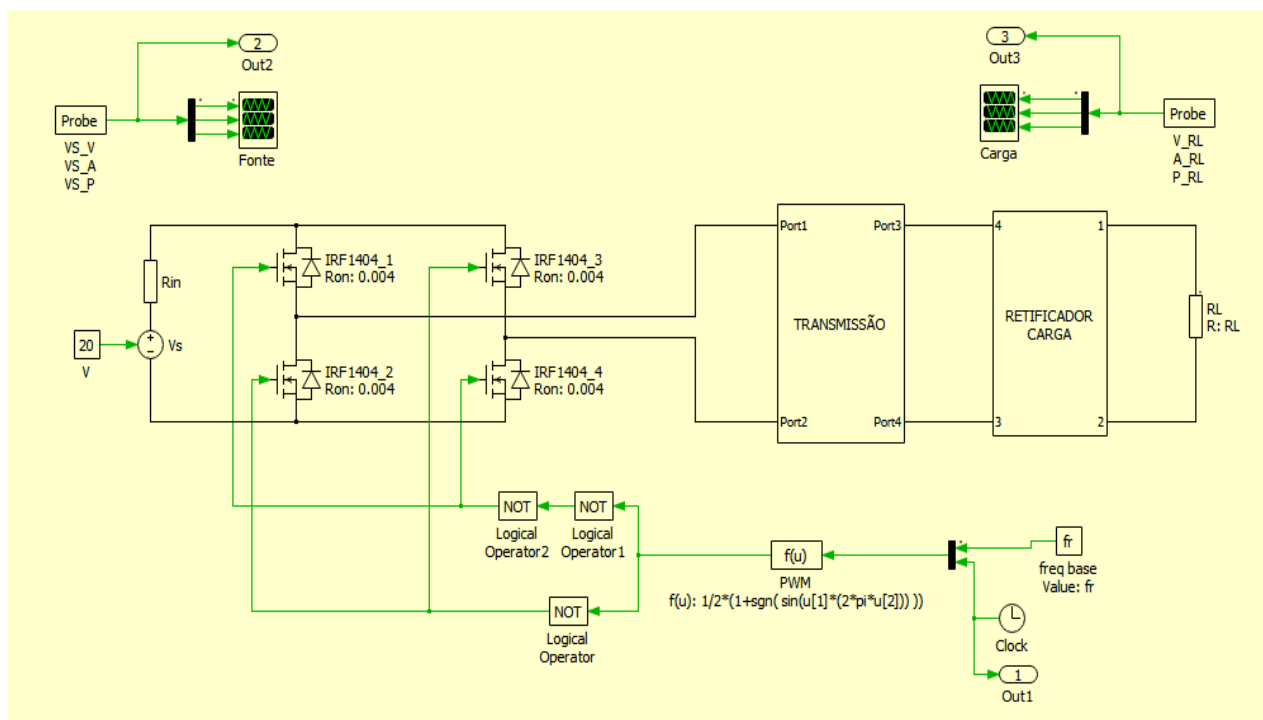 2
Out2
3
Out3
Probe
VS_V
VS_A
VS_P
Fonte
Carga
Probe
V_RL
A_RL
P_RL
Rin
20
V
Vs
+
−
IRF1404_1
Ron: 0.004
IRF1404_3
Ron: 0.004
IRF1404_2
Ron: 0.004
IRF1404_4
Ron: 0.004
Port1
Port3
TRANSMISSÃO
Port2
Port4
4
1
RETIFICADOR
CARGA
3
2
RL
R: RL
NOT
Logical
Operator2
NOT
Logical
Operator1
NOT
Logical
Operator
f(u)
PWM
f(u): 1/2*(1+sgn( sin(u[1]*(2*pi*u[2])) ))
fr
freq base
Value: fr
Clock
1
Out1